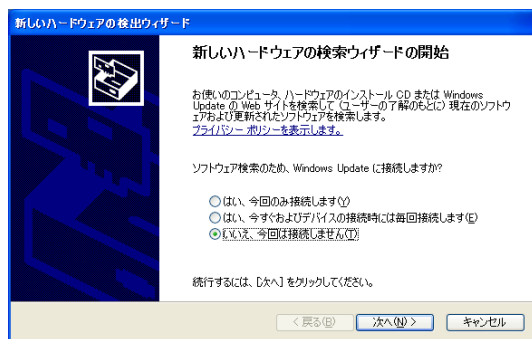 新しいハードウェアの検出ウィザード
新しいハードウェアの検索ウィザードの開始
お使いのコンピュータ、ハードウェアのインストール CD または Windows
Update の Web サイトを検索して (ユーザーの了解のもとに) 現在のソフトウ
ェアおよび更新されたソフトウェアを検索します。
プライバシー ポリシーを表示します。
ソフトウェア検索のため、Windows Update に接続しますか?
はい、今回のみ接続します(Y)
はい、今すぐおよびデバイスの接続時には毎回接続します(E)
いいえ、今回は接続しません(T)
続行するには、[次へ] をクリックしてください。
< 戻る(B)
次へ(N) >
キャンセル